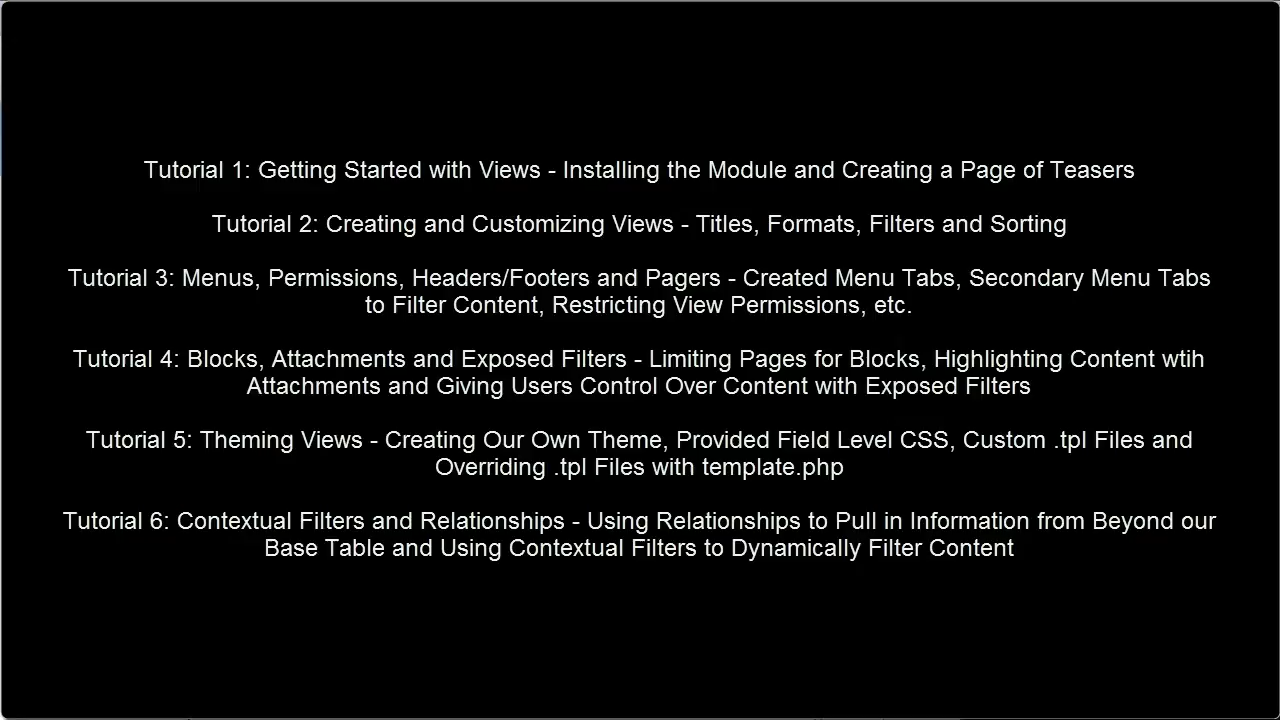 Tutorial 1: Getting Started with Views - Installing the Module and Creating a Page of Teasers
Tutorial 2: Creating and Customizing Views - Titles, Formats, Filters and Sorting
Tutorial 3: Menus, Permissions, Headers/Footers and Pagers - Created Menu Tabs, Secondary Menu Tabs
to Filter Content, Restricting View Permissions, etc.
Tutorial 4: Blocks, Attachments and Exposed Filters - Limiting Pages for Blocks, Highlighting Content wtih
Attachments and Giving Users Control Over Content with Exposed Filters
Tutorial 5: Theming Views - Creating Our Own Theme, Provided Field Level CSS, Custom .tpl Files and
Overriding .tpl Files with template.php
Tutorial 6: Contextual Filters and Relationships - Using Relationships to Pull in Information from Beyond our
Base Table and Using Contextual Filters to Dynamically Filter Content